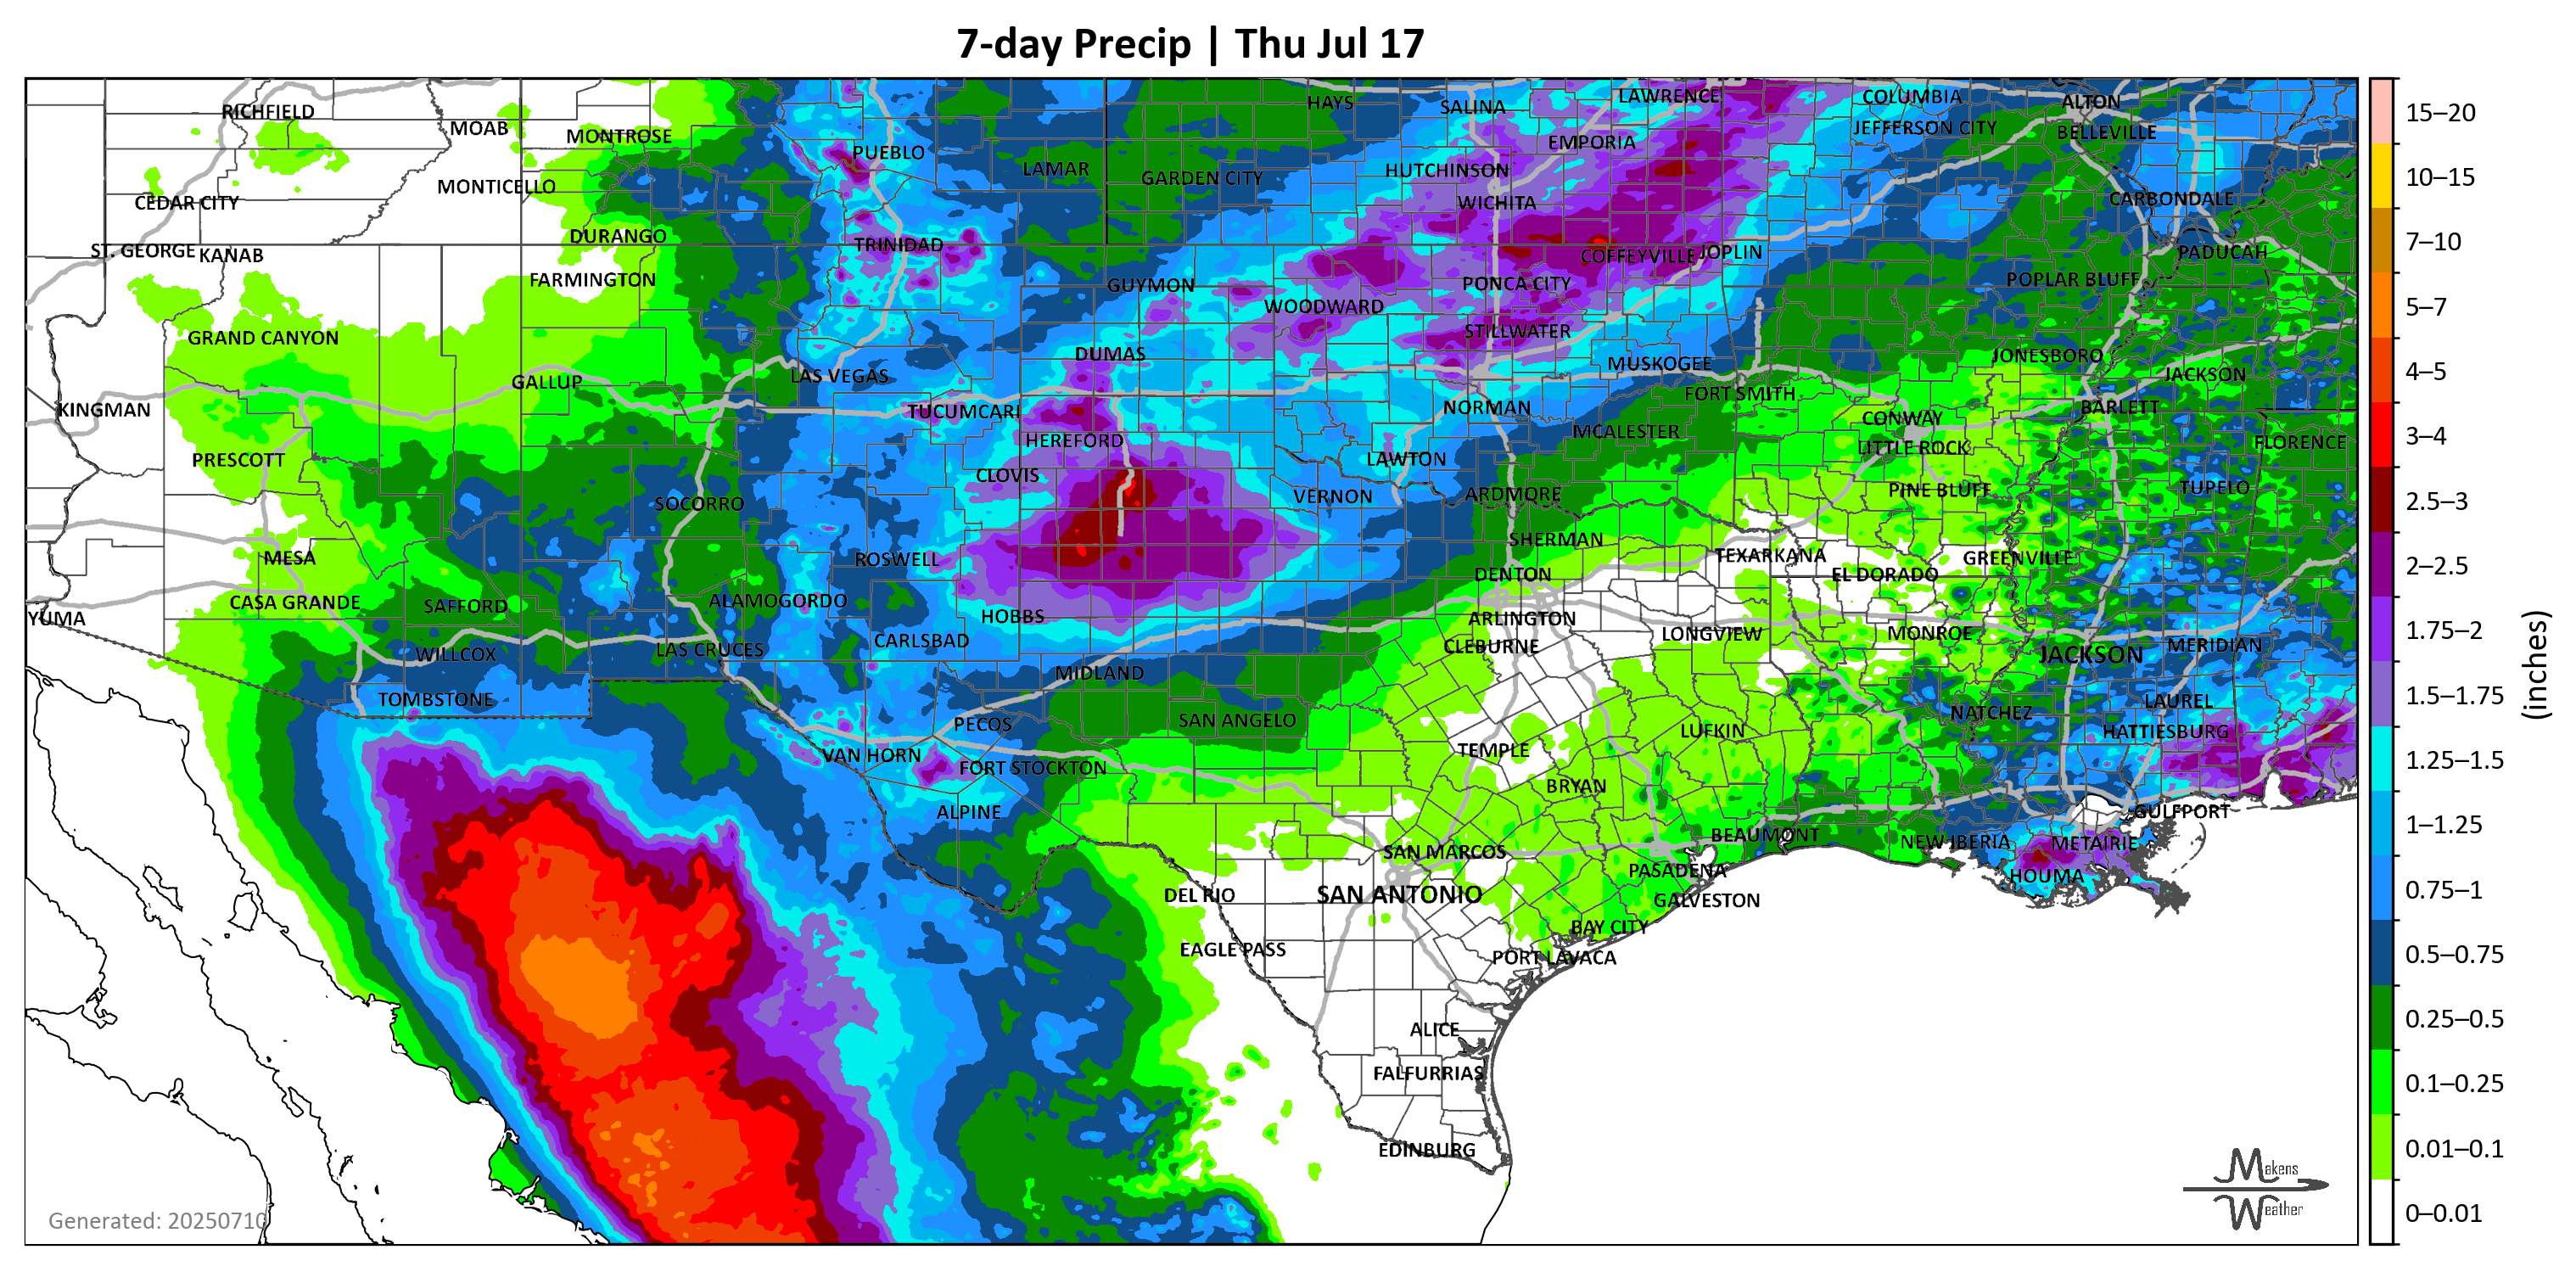 7-day Precip | Thu Jul 17
RICHFIELD
MOAB
MONTROSE
PUEBLO
LAMAR
HAYS
SALINA
LAWRENCE
COLUMBIA
ALTON
JEFFERSON CITY
BELLEVILLE
EMPORIA
HUTCHINSON
GARDEN CITY
MONTICELLO
CEDAR CITY
WICHITA
CARBONDALE
DURANGO
TRINIDAD
ST. GEORGE
KANAB
COFFEYVILLE
JOPLIN
PADUCAH
FARMINGTON
GUYMON
PONCA CITY
POPLAR BLUFF
WOODWARD
GRAND CANYON
STILLWATER
DUMAS
JONESBORO
MUSKOGEE
GALLUP
LAS VEGAS
JACKSON
FORT SMITH
KINGMAN
TUCUMCARI
NORMAN
BARLETT
CONWAY
HEREFORD
MCALESTER
LITTLE ROCK
FLORENCE
PRESCOTT
CLOVIS
LAWTON
SOCORRO
VERNON
ARDMORE
PINE BLUFF
TUPELO
MESA
ROSWELL
SHERMAN
TEXARKANA
GREENVILLE
DENTON
EL DORADO
CASA GRANDE
SAFFORD
ALAMOGORDO
YUMA
HOBBS
ARLINGTON
WILLCOX
LAS CRUCES
CARLSBAD
CLEBURNE
LONGVIEW
MONROE
JACKSON
MERIDIAN
MIDLAND
TOMBSTONE
LAUREL
PECOS
SAN ANGELO
NATCHEZ
LUFKIN
HATTIESBURG
VAN HORN
FORT STOCKTON
TEMPLE
BRYAN
ALPINE
GULFPORT
BEAUMONT
NEW IBERIA
METAIRIE
SAN MARCOS
PASADENA
HOUMA
DEL RIO
SAN ANTONIO
GALVESTON
BAY CITY
EAGLE PASS
PORT LAVACA
ALICE
FALFURRIAS
EDINBURG
Generated: 20250710
Makens
Weather
15–20
10–15
7–10
5–7
4–5
3–4
2.5–3
2–2.5
1.75–2
1.5–1.75
1.25–1.5
1–1.25
0.75–1
0.5–0.75
0.25–0.5
0.1–0.25
0.01–0.1
0–0.01
(inches)